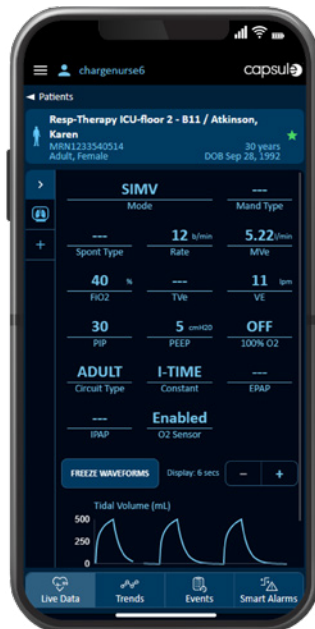 chargenurse6
capsule
Patients
Resp-Therapy ICU-floor 2 - B11 / Atkinson,
Karen
MRN1233540514 30 years
Adult, Female DOB Sep 28, 1992
SIMV ---
Mode Mand Type
--- 12 b/min 5.22 l/min
Spont Type Rate MVe
40 % --- 11 lpm
FiO2 TVe VE
30 5 cmH2O OFF
PIP PEEP 100% O2
ADULT I-TIME ---
Circuit Type Constant EPAP
--- Enabled
IPAP O2 Sensor
FREEZE WAVEFORMS Display: 6 secs - +
Tidal Volume (mL)
500
250
0
Live Data Trends Events Smart Alarms